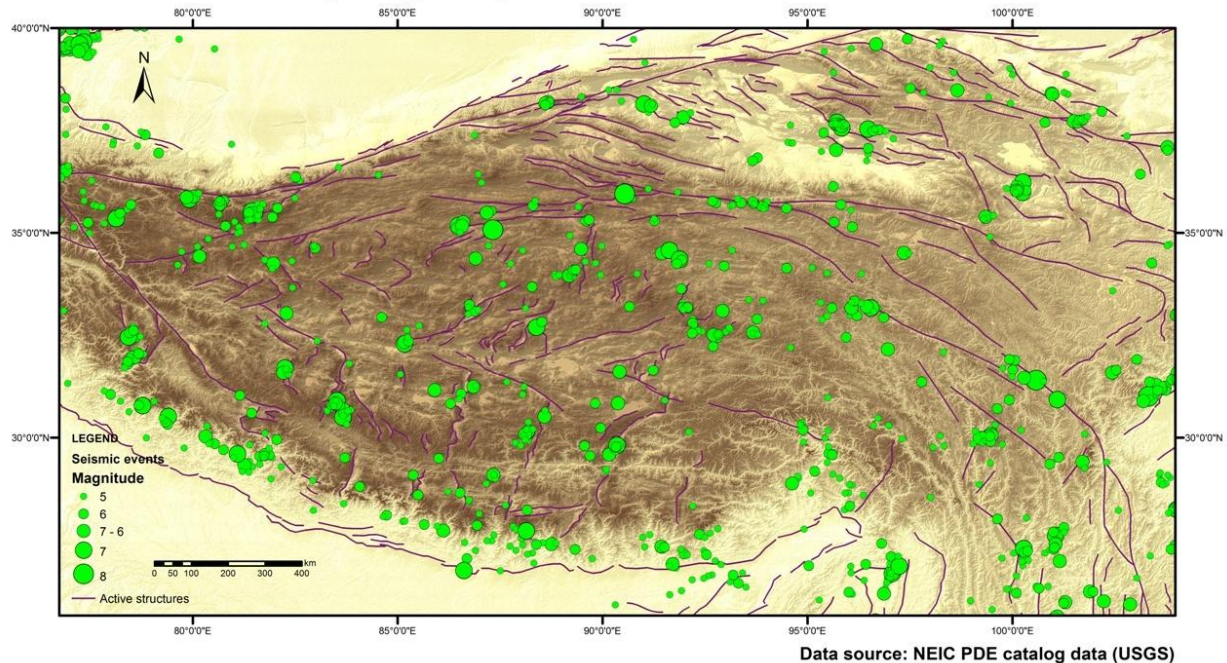 80°0'0"E 85°0'0"E 90°0'0"E 95°0'0"E 100°0'0"E
40°0'0"N
N
35°0'0"N 35°0'0"N
30°0'0"N 30°0'0"N
LEGEND
Seismic events
Magnitude
5
6
7 - 6
7
8
0 50 100 200 300 400 km
Active structures
80°0'0"E 85°0'0"E 90°0'0"E 95°0'0"E 100°0'0"E
Data source: NEIC PDE catalog data (USGS)